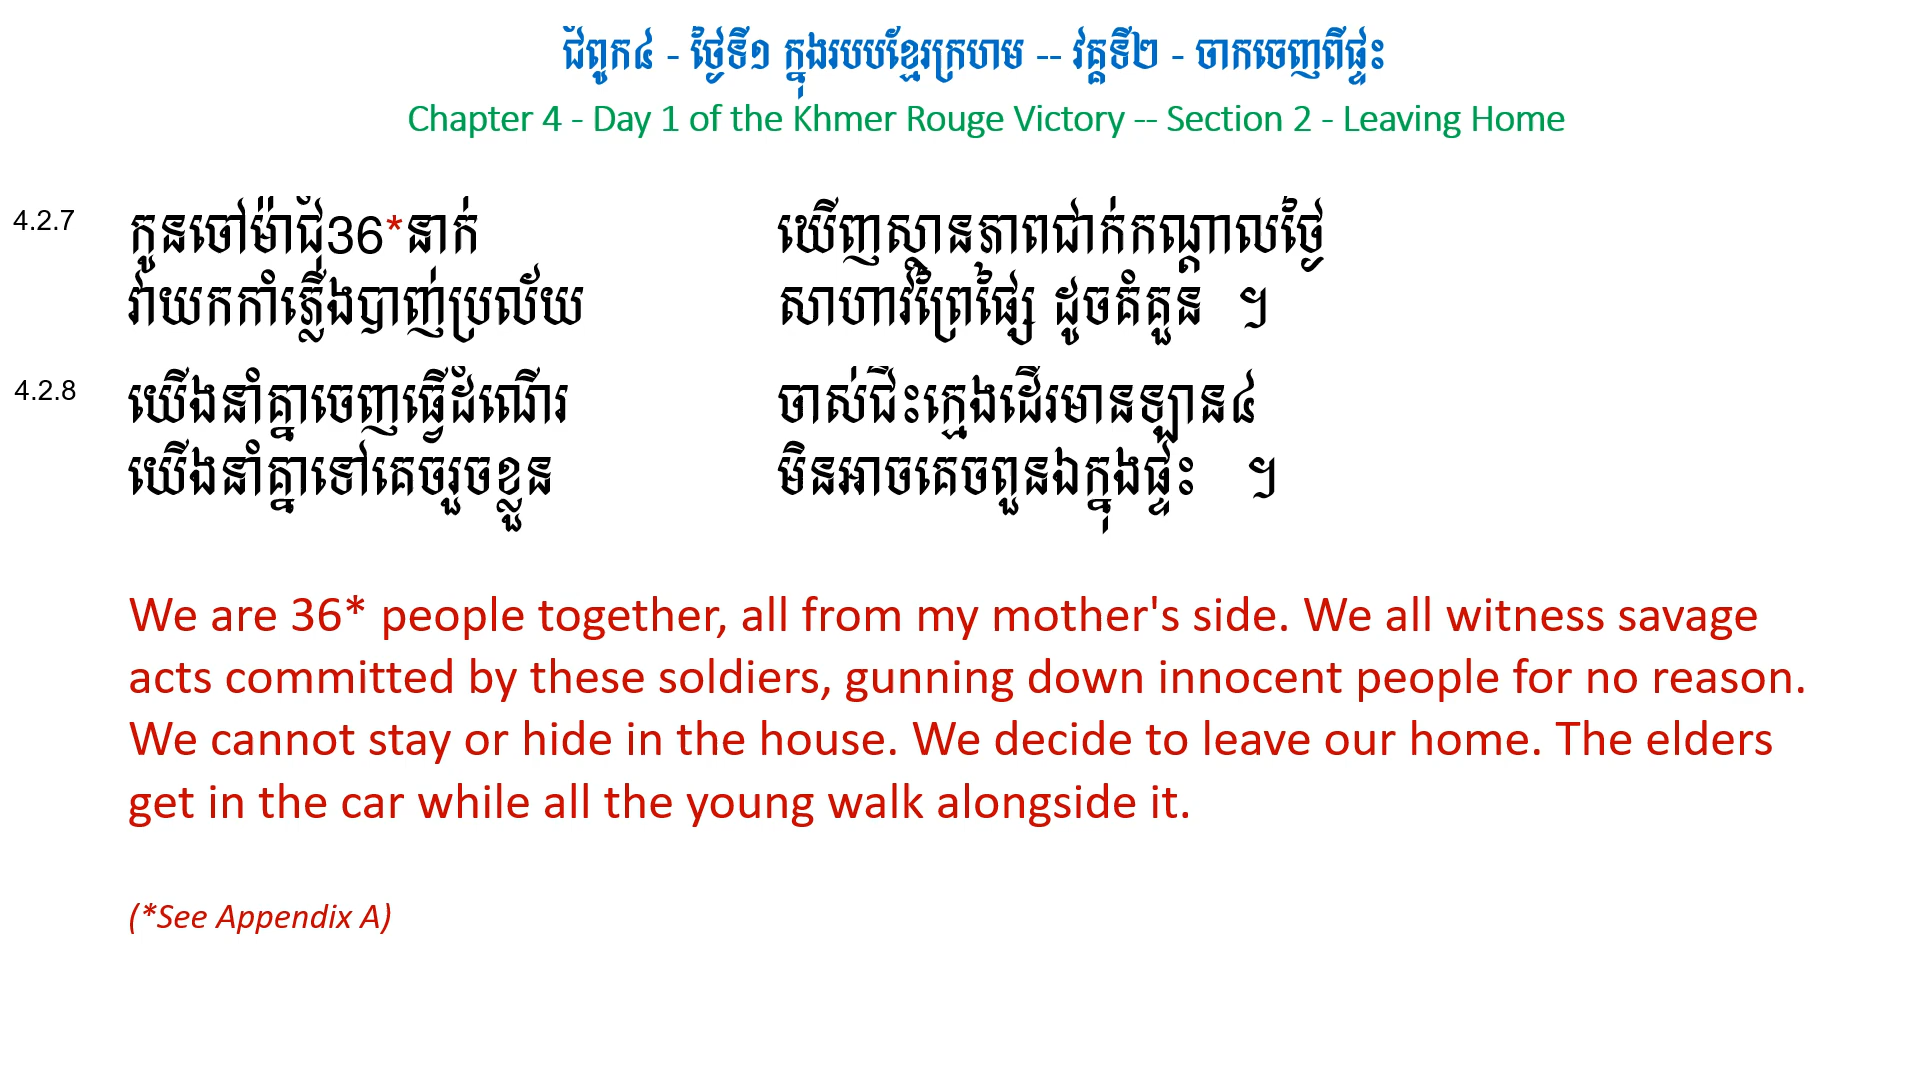 ជំពូក៤ - ថ្ងៃទី១ ក្នុងរបបខ្មែរក្រហម -- វគ្គទី២ - ចាកចេញពីផ្ទះ
Chapter 4 - Day 1 of the Khmer Rouge Victory -- Section 2 - Leaving Home
4.2.7 កូនចៅម៉ាជុំ36*នាក់ ឃើញស្ថានភាពជាក់កណ្តាលថ្ងៃ
វាយកកាំភ្លើងបាញ់ប្រល័យ សាហាវព្រៃផ្សៃ ដូចគំគួន ។
4.2.8 យើងនាំគ្នាចេញធ្វើដំណើរ ចាស់ជិះក្មេងដើរមានឡាន៤
យើងនាំគ្នាទៅគេចរួចខ្លួន មិនអាចគេចពួនឯក្នុងផ្ទះ ។
We are 36* people together, all from my mother's side. We all witness savage
acts committed by these soldiers, gunning down innocent people for no reason.
We cannot stay or hide in the house. We decide to leave our home. The elders
get in the car while all the young walk alongside it.
(*See Appendix A)